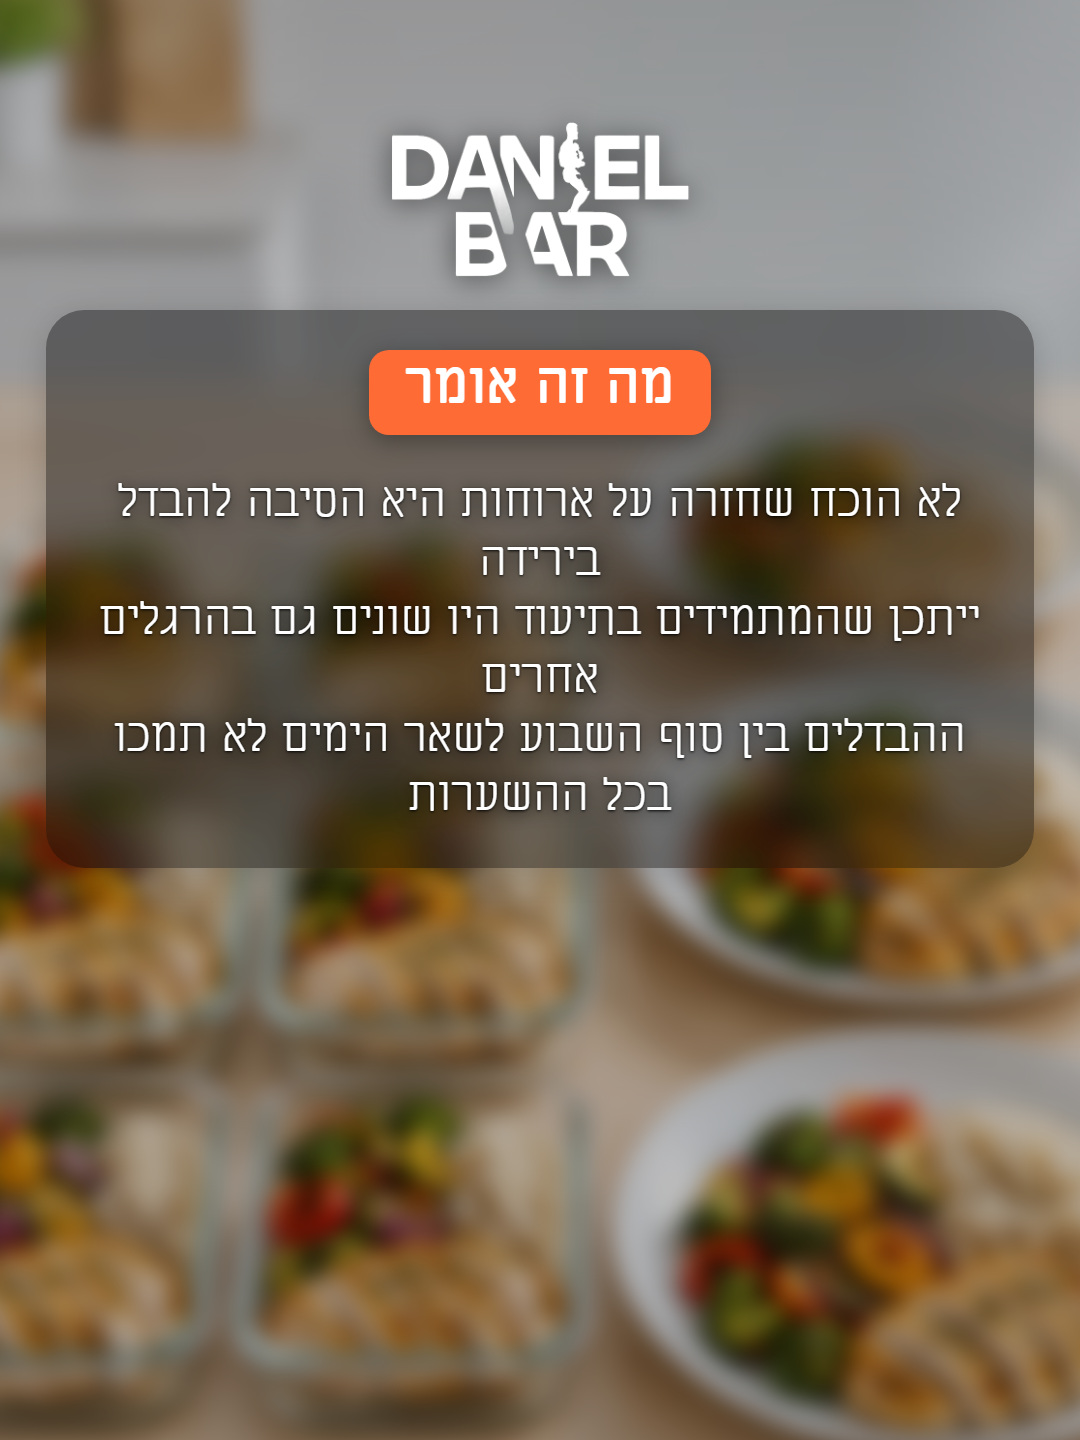 DANIEL
BAR
מה זה אומר
לא הוכח שחזרה על ארוחות היא הסיבה להבדל
בירידה
ייתכן שהמתמידים בתיעוד היו שונים גם בהרגלים
אחרים
ההבדלים בין סוף השבוע לשאר הימים לא תמכו
בכל ההשערות